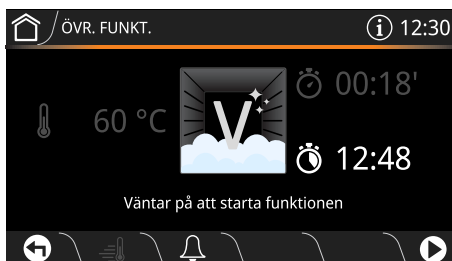 ÖVR. FUNKT.
i 12:30
60 °C
V
00:18'
12:48
Väntar på att starta funktionen